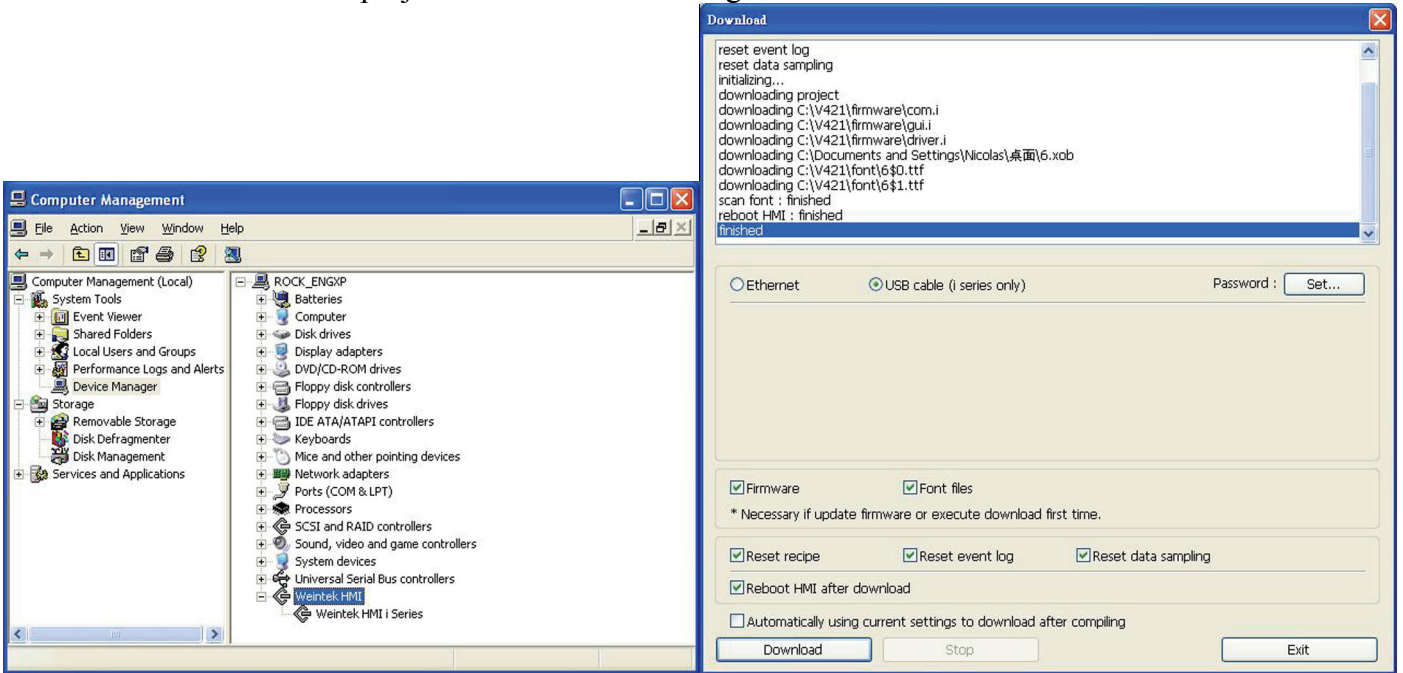 Computer Management
File Action View Window Help
Computer Management (Local)
System Tools
Event Viewer
Shared Folders
Local Users and Groups
Performance Logs and Alerts
Device Manager
Storage
Removable Storage
Disk Defragmenter
Disk Management
Services and Applications
ROCK_ENGXP
Batteries
Computer
Disk drives
Display adapters
DVD/CD-ROM drives
Floppy disk controllers
Floppy disk drives
IDE ATA/ATAPI controllers
Keyboards
Mice and other pointing devices
Network adapters
Ports (COM & LPT)
Processors
SCSI and RAID controllers
Sound, video and game controllers
System devices
Universal Serial Bus controllers
Weintek HMI
Weintek HMI i Series
Download
reset event log
reset data sampling
initializing...
downloading project
downloading C:\V421\firmware\com.i
downloading C:\V421\firmware\gui.i
downloading C:\V421\firmware\driver.i
downloading C:\Documents and Settings\Nicolas\桌面\6.xob
downloading C:\V421\font\6$0.ttf
downloading C:\V421\font\6$1.ttf
scan font : finished
reboot HMI : finished
finished
Ethernet USB cable (i series only) Password : Set...
Firmware Font files
* Necessary if update firmware or execute download first time.
Reset recipe Reset event log Reset data sampling
Reboot HMI after download
Automatically using current settings to download after compiling
Download Stop Exit